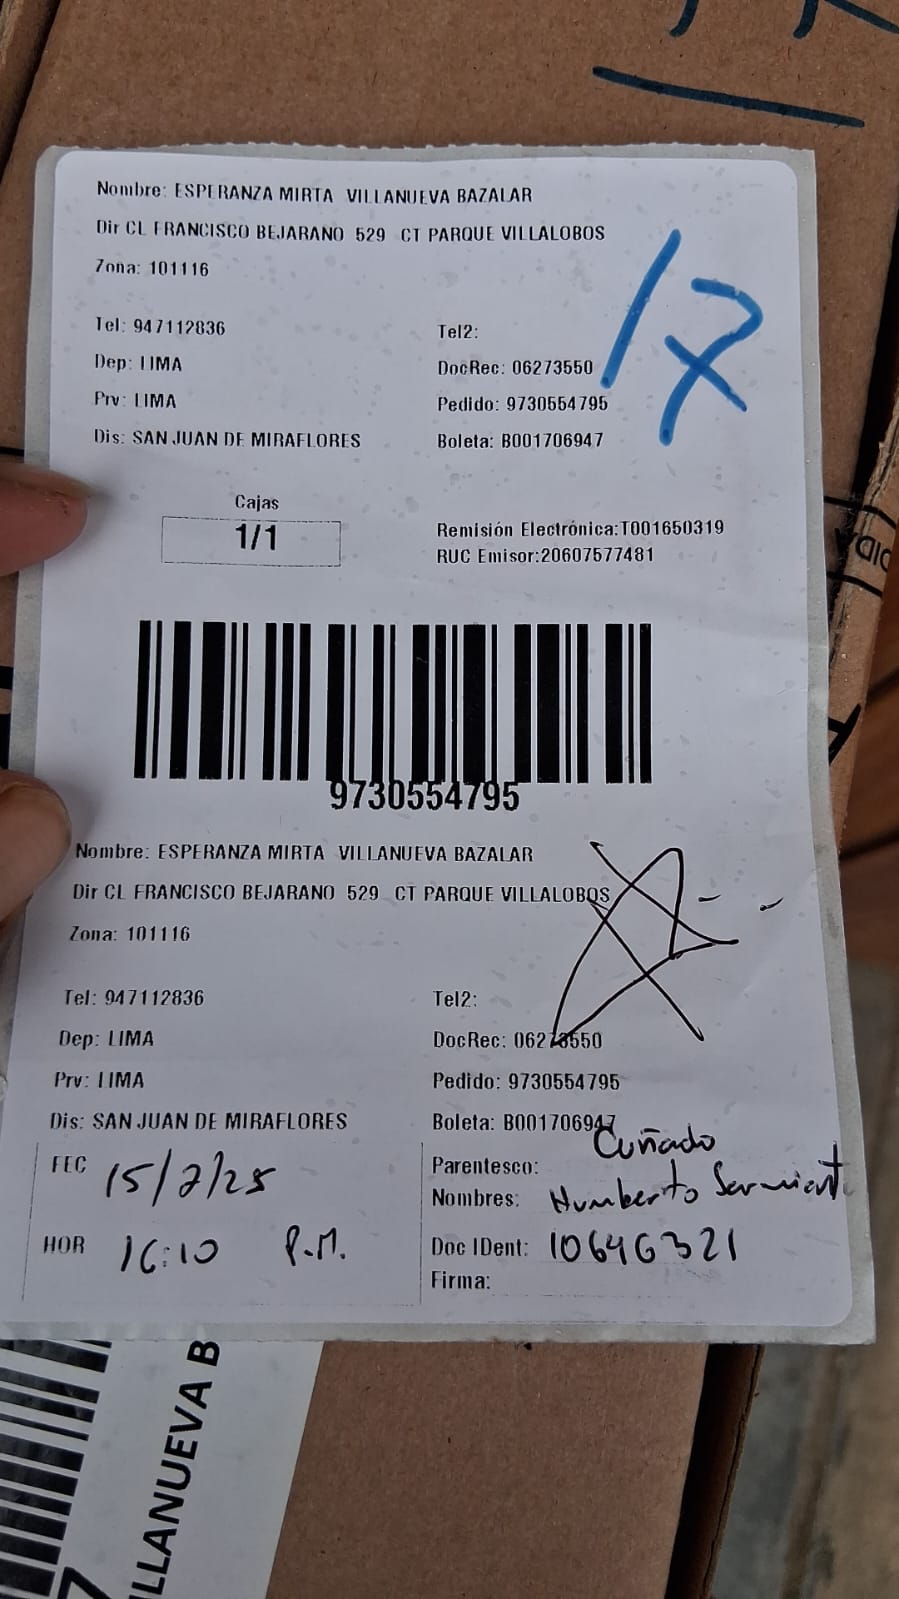 Nombre: ESPERANZA MIRTA VILLANUEVA BAZALAR
Dir CL FRANCISCO BEJARANO 529 CT PARQUE VILLALOBOS
Zona: 101116
17
Tel: 947112836
Tel2:
Dep: LIMA
DocRec: 06273550
Prv: LIMA
Pedido: 9730554795
Dis: SAN JUAN DE MIRAFLORES
Boleta: B001706947
Cajas
1/1
Remisión Electrónica:T001650319
RUC Emisor:20607577481
9730554795
Nombre: ESPERANZA MIRTA VILLANUEVA BAZALAR
Dir CL FRANCISCO BEJARANO 529 CT PARQUE VILLALOBOS
Zona: 101116
Tel: 947112836
Tel2:
Dep: LIMA
DocRec: 06273550
Prv: LIMA
Pedido: 9730554795
Dis: SAN JUAN DE MIRAFLORES
Boleta: B001706947
FEC 15/2/25
Parentesco: Cuñado
Nombres: Humberto
HOR 16:10 P.M.
Doc IDent: 10646321
Firma:
LLANUEVA B